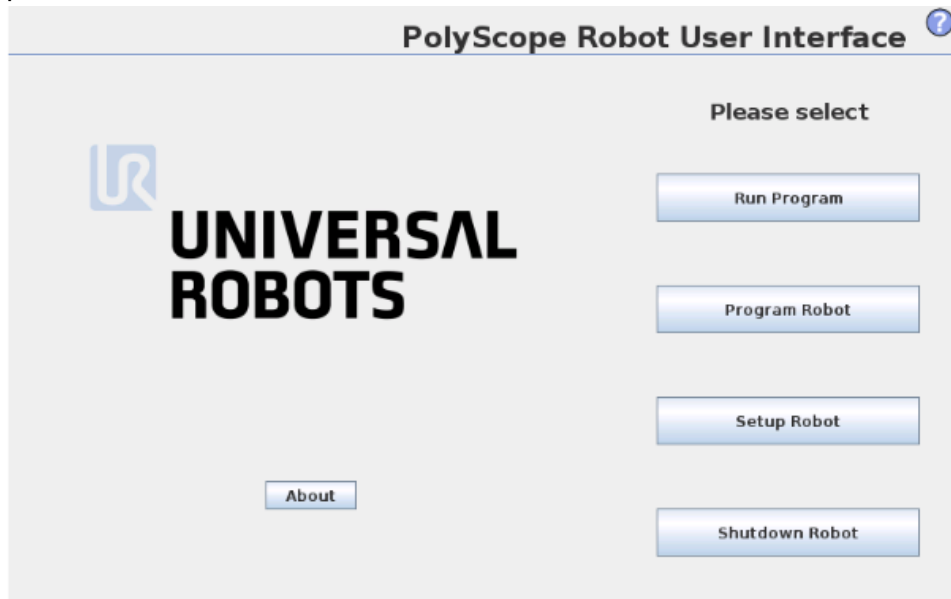 PolyScope Robot User Interface
?
Please select
UR
UNIVERSAL
ROBOTS
Run Program
Program Robot
Setup Robot
About
Shutdown Robot